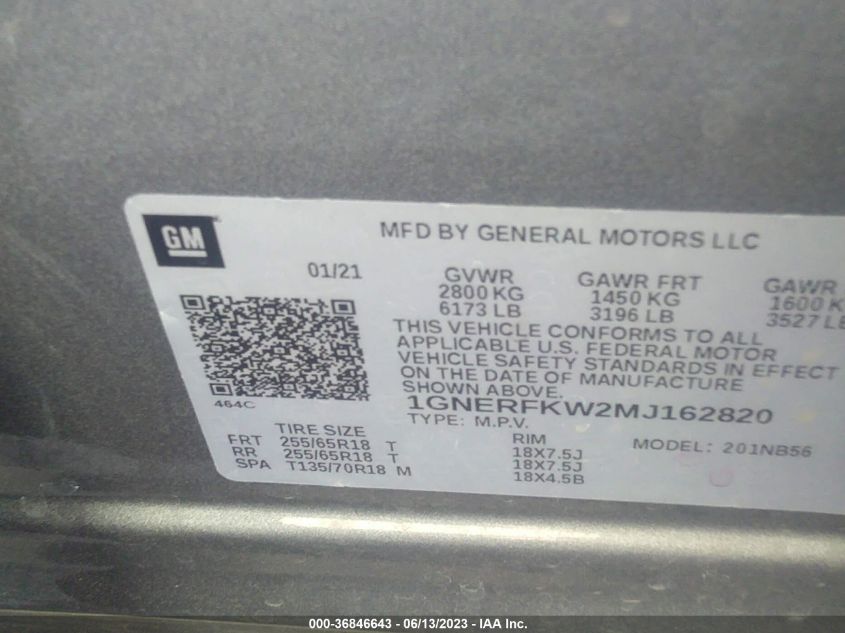 GM
MFD BY GENERAL MOTORS LLC
01/21
GVWR
2800 KG
6173 LB
GAWR FRT
1450 KG
3196 LB
GAWR
1600 K
3527 LB
THIS VEHICLE CONFORMS TO ALL
APPLICABLE U.S. FEDERAL MOTOR
VEHICLE SAFETY STANDARDS IN EFFECT
ON THE DATE OF MANUFACTURE
SHOWN ABOVE.
464C
1GNERFKW2MJ162820
TYPE: M.P.V.
MODEL: 201NB56
TIRE SIZE
RIM
FRT 255/65R18 T 18X7.5J
RR 255/65R18 T 18X7.5J
SPA T135/70R18 M 18X4.5B
000-36846643 - 06/13/2023 - IAA Inc.